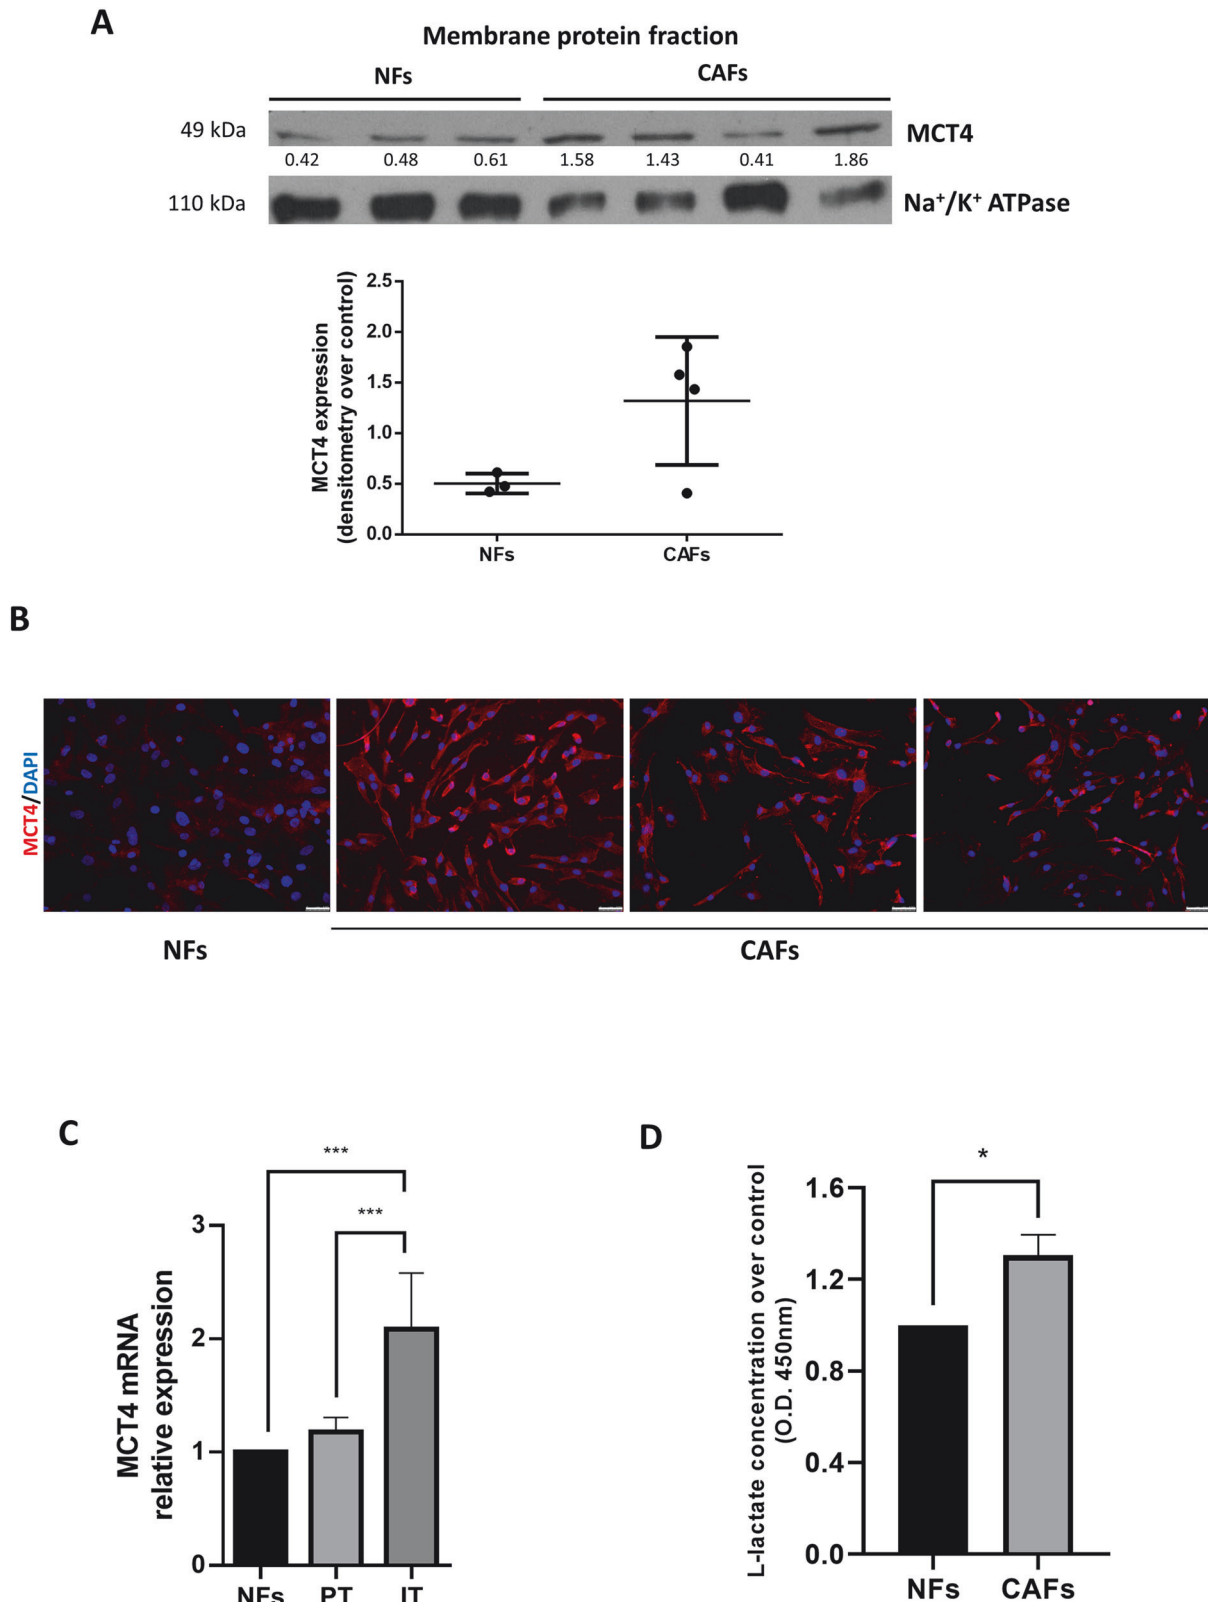 A
Membrane protein fraction
NFs
CAFs
49 kDa
MCT4
0.42 0.48 0.61 1.58 1.43 0.41 1.86
110 kDa
Na⁺/K⁺ ATPase
MCT4 expression
(densitometry over control)
2.5
2.0
1.5
1.0
0.5
0.0
NFs
CAFs
B
MCT4/DAPI
NFs
CAFs
C
***
***
MCT4 mRNA
relative expression
3
2
1
0
NFs PT IT
D
*
L-lactate concentration over control
(O.D. 450nm)
1.6
1.2
0.8
0.4
0.0
NFs CAFs